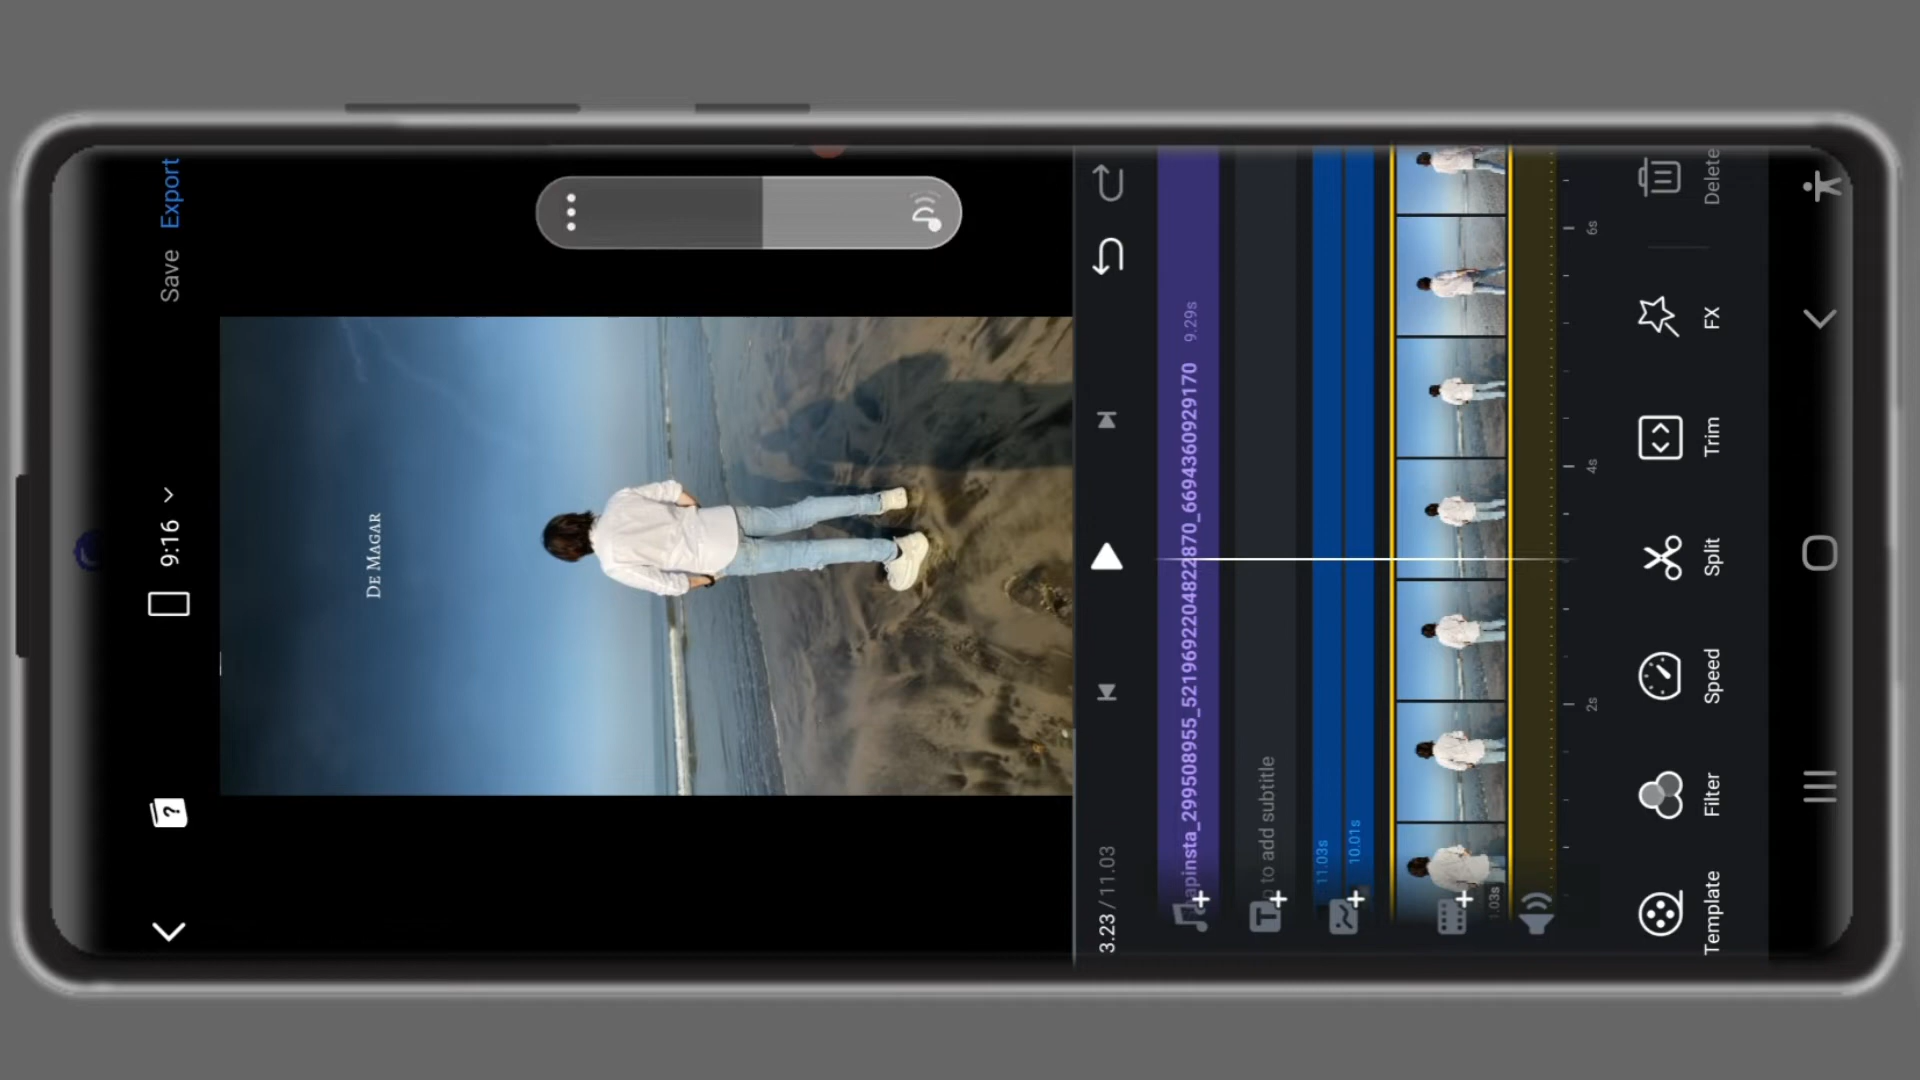 9:16
Save
Export
DE MAGAR
3.23 / 11.03
apinsta_299508955_5219692204822870_6694360929170
9.29s
to add subtitle
11.03s
10.01s
1.03s
2s
4s
6s
Template
Filter
Speed
Split
Trim
FX
Delete